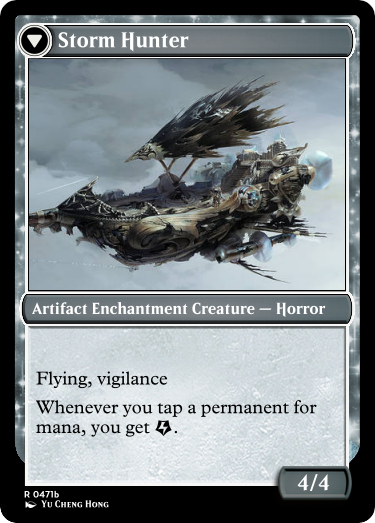 Storm Hunter
Artifact Enchantment Creature — Horror
Flying, vigilance
Whenever you tap a permanent for
mana, you get .
4/4
R 0471b
Yu Cheng Hong